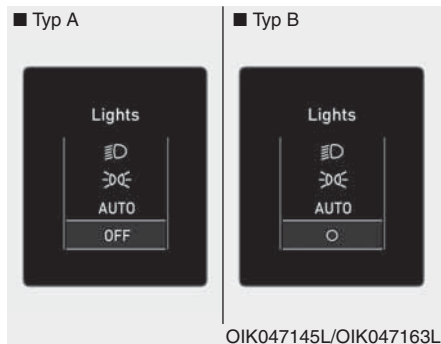 ■ Typ A
■ Typ B
Lights
AUTO
OFF
Lights
AUTO
O
OIK047145L/OIK047163L